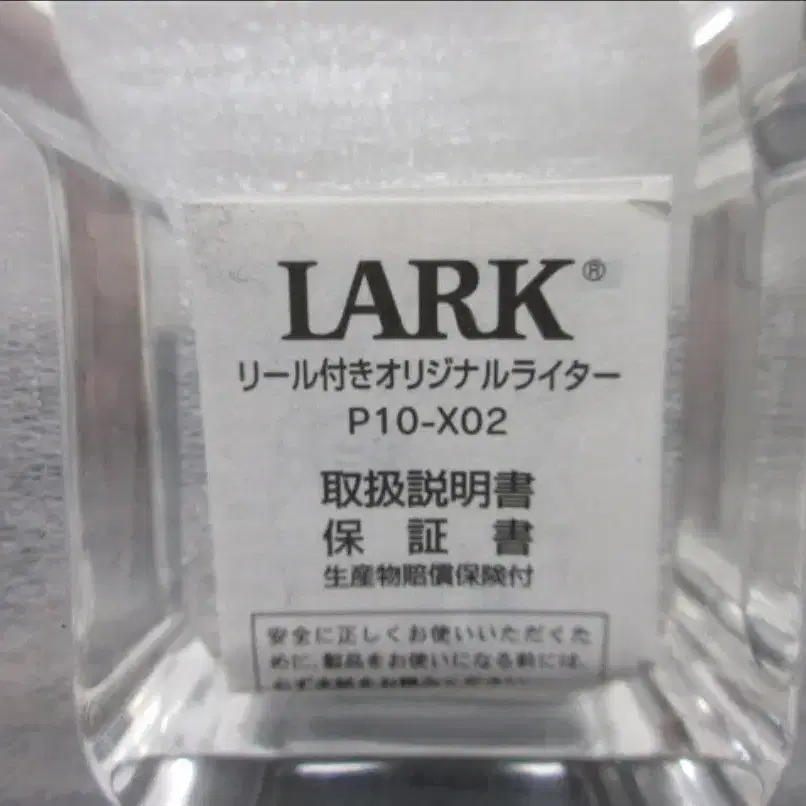 LARK®
リール付きオリジナルライター
P10-X02
取扱説明書
保証書
生産物賠償保険付
安全に正しくお使いいただくた
めに、製品をお使いになる前には、